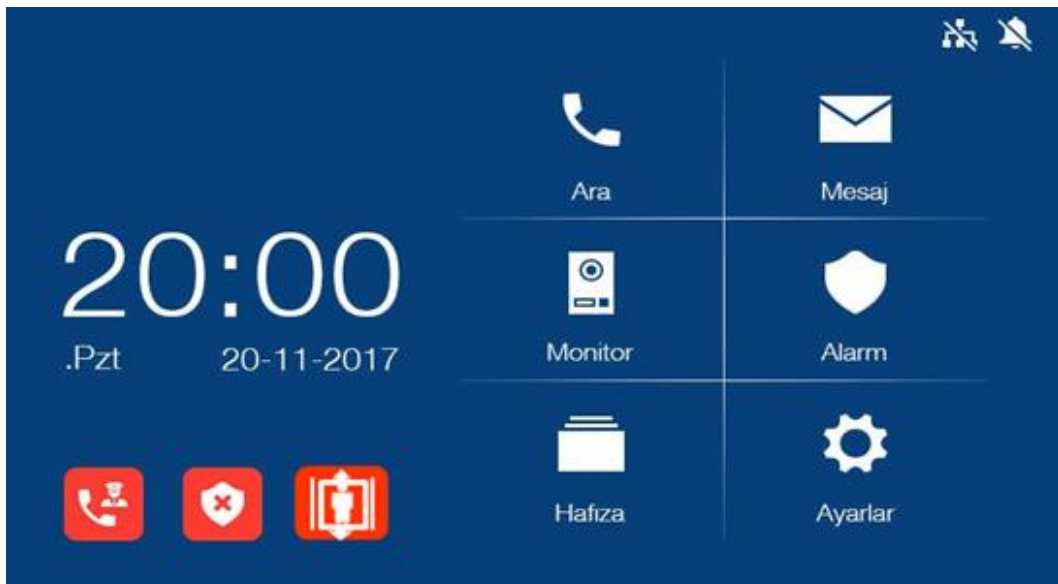 20:00
.Pzt 20-11-2017
Ara
Mesaj
Monitor
Alarm
Hafıza
Ayarlar